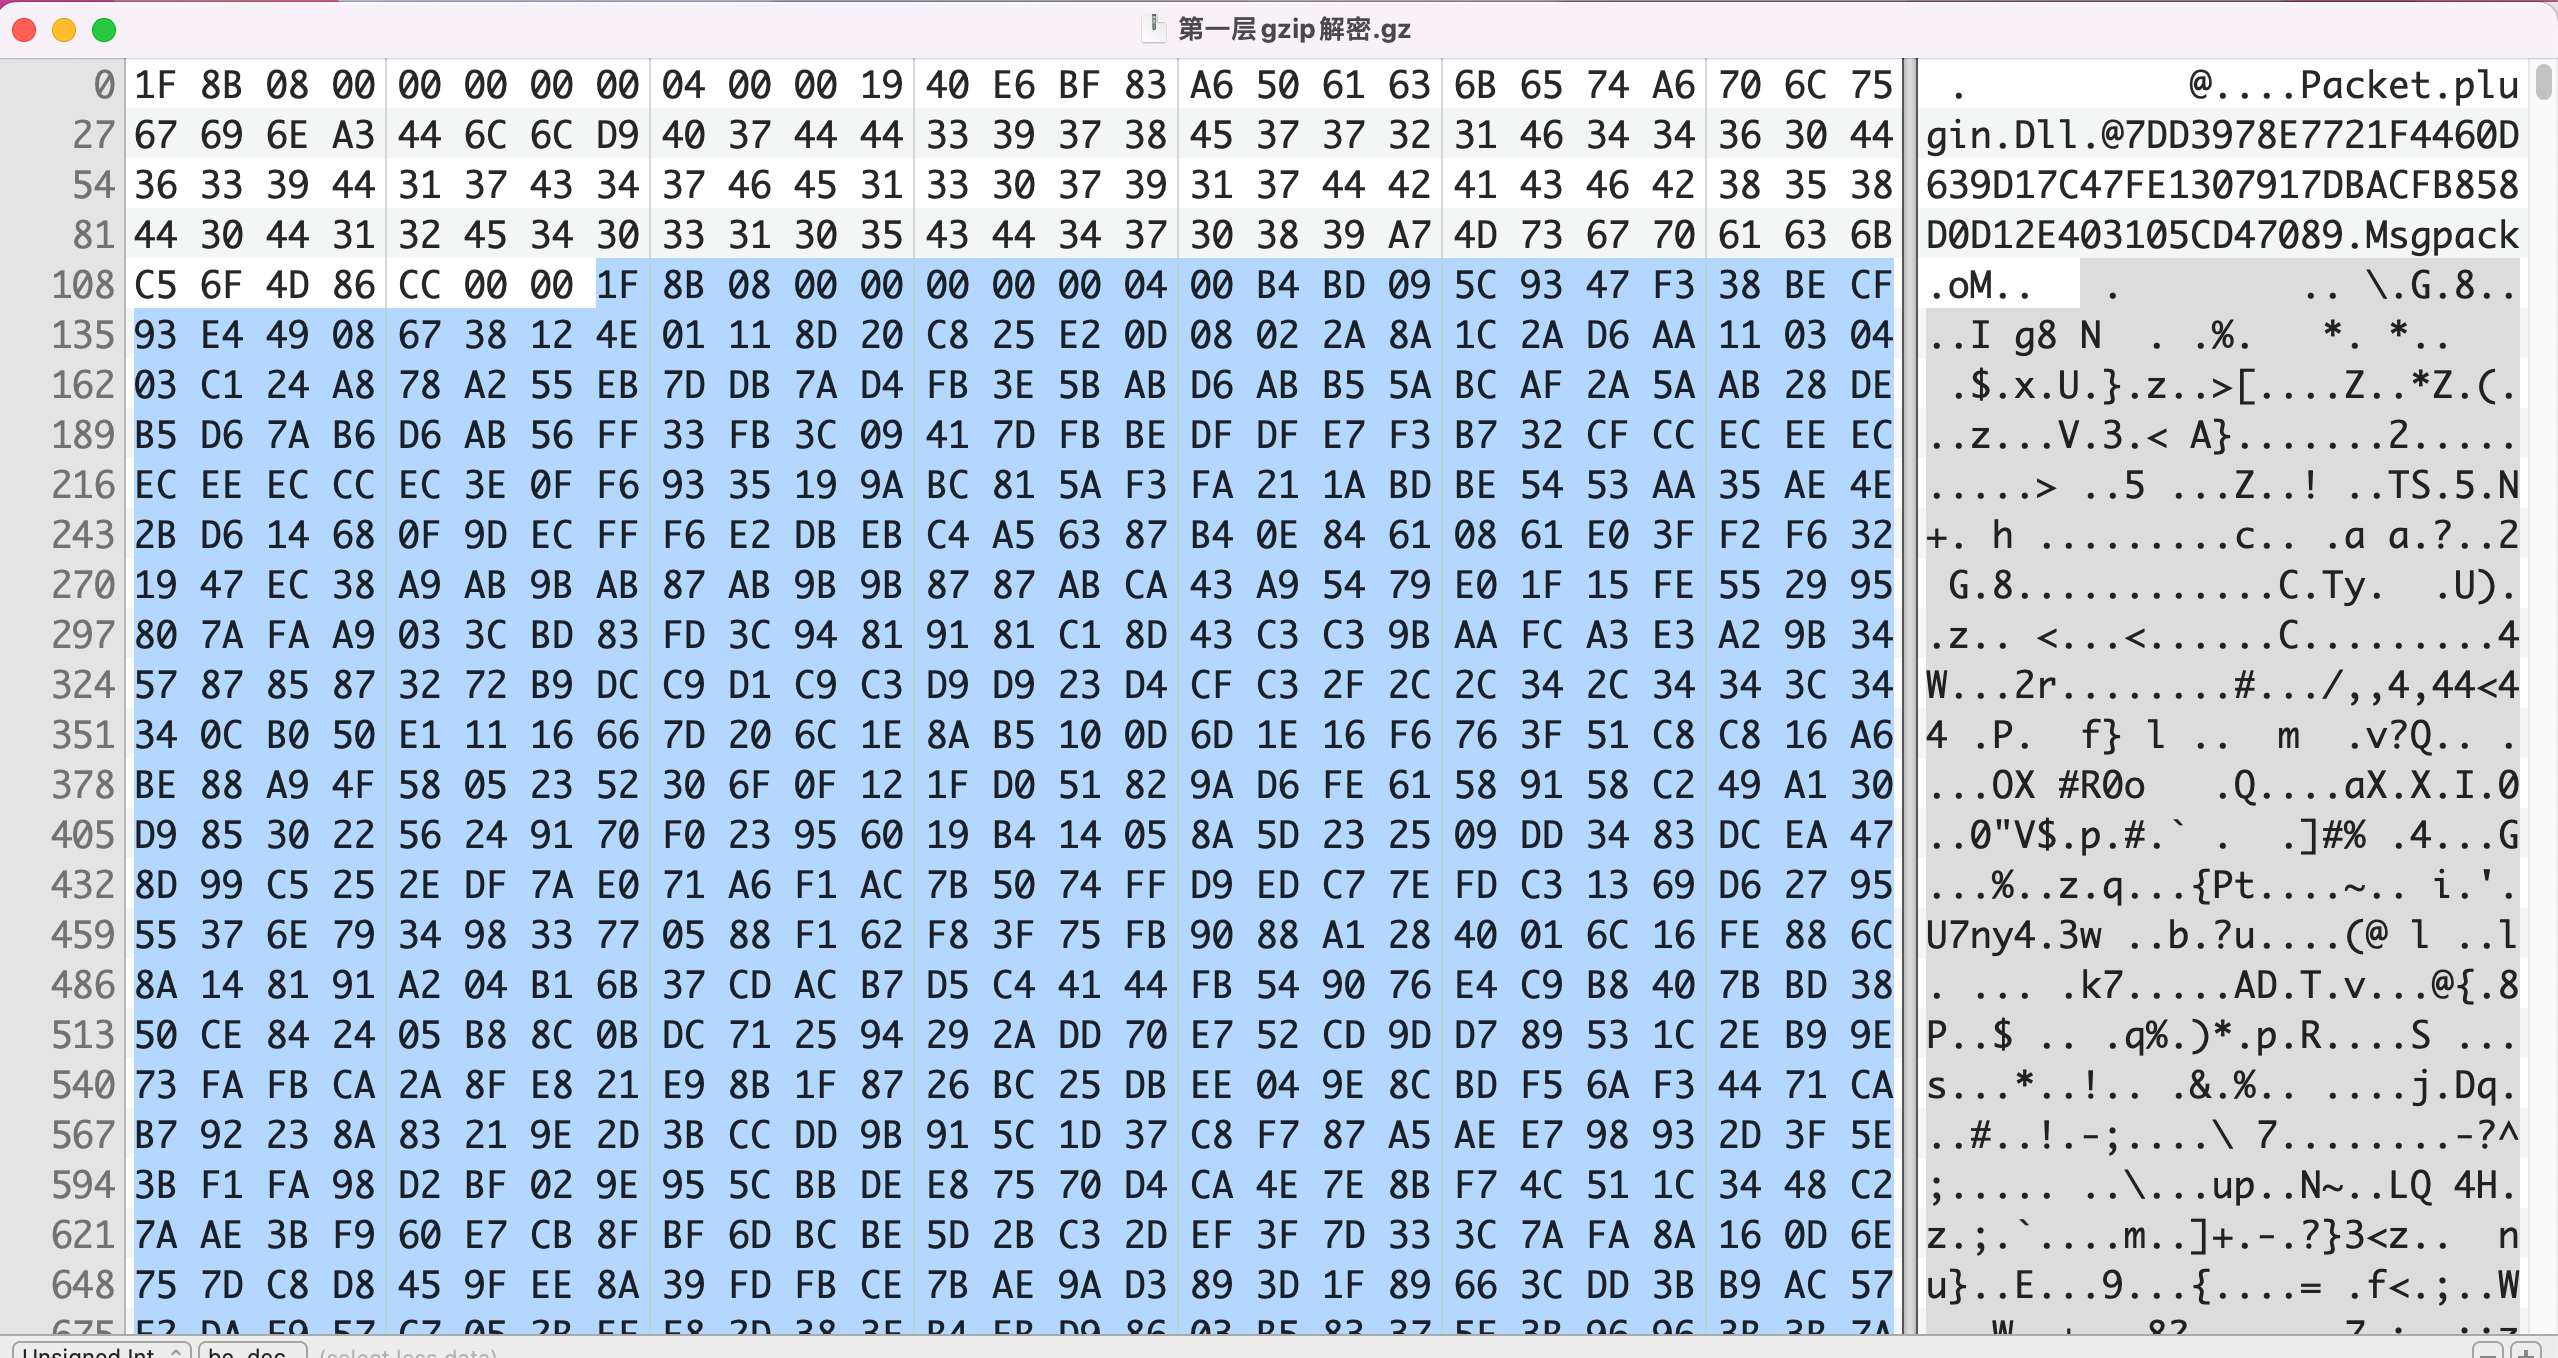 第一层gzip解密.gz
0 1F 8B 08 00 00 00 00 00 04 00 00 19 40 E6 BF 83 A6 50 61 63 6B 65 74 A6 70 6C 75 . @....Packet.plu
27 67 69 6E A3 44 6C 6C D9 40 37 44 44 33 39 37 38 45 37 37 32 31 46 34 34 36 30 44 gin.Dll.@7DD3978E7721F4460D
54 36 33 39 44 31 37 43 34 37 46 45 31 33 30 37 39 31 37 44 42 41 43 46 42 38 35 38 639D17C47FE1307917DBACFB858
81 44 30 44 31 32 45 34 30 33 31 30 35 43 44 34 37 30 38 39 A7 4D 73 67 70 61 63 6B D0D12E403105CD47089.Msgpack
108 C5 6F 4D 86 CC 00 00 1F 8B 08 00 00 00 00 00 04 00 B4 BD 09 5C 93 47 F3 38 BE CF .oM.. . .. \.G.8..
135 93 E4 49 08 67 38 12 4E 01 11 8D 20 C8 25 E2 0D 08 02 2A 8A 1C 2A D6 AA 11 03 04 ..I g8 N . .%. *. *..
162 03 C1 24 A8 78 A2 55 EB 7D DB 7A D4 FB 3E 5B AB D6 AB B5 5A BC AF 2A 5A AB 28 DE .$.x.U.}.z..>[....Z..*Z.(.
189 B5 D6 7A B6 D6 AB 56 FF 33 FB 3C 09 41 7D FB BE DF DF E7 F3 B7 32 CF CC EC EE EC ..z...V.3.< A}.......2.....
216 EC EE EC CC EC 3E 0F F6 93 35 19 9A BC 81 5A F3 FA 21 1A BD BE 54 53 AA 35 AE 4E .....> ..5 ...Z..! ..TS.5.N
243 2B D6 14 68 0F 9D EC FF F6 E2 DB EB C4 A5 63 87 B4 0E 84 61 08 61 E0 3F F2 F6 32 +. h .........c.. .a a.?..2
270 19 47 EC 38 A9 AB 9B AB 87 AB 9B 9B 87 87 AB CA 43 A9 54 79 E0 1F 15 FE 55 29 95 G.8............C.Ty. .U).
297 80 7A FA A9 03 3C BD 83 FD 3C 94 81 91 81 C1 8D 43 C3 C3 9B AA FC A3 E3 A2 9B 34 .z.. <...<......C.........4
324 57 87 85 87 32 72 B9 DC C9 D1 C9 C3 D9 D9 23 D4 CF C3 2F 2C 2C 34 2C 34 34 3C 34 W...2r........#.../,,4,44<4
351 34 0C B0 50 E1 11 16 66 7D 20 6C 1E 8A B5 10 0D 6D 1E 16 F6 76 3F 51 C8 C8 16 A6 4 .P. f} l .. m .v?Q.. .
378 BE 88 A9 4F 58 05 23 52 30 6F 0F 12 1F D0 51 82 9A D6 FE 61 58 91 58 C2 49 A1 30 ...OX #R0o .Q....aX.X.I.0
405 D9 85 30 22 56 24 91 70 F0 23 95 60 19 B4 14 05 8A 5D 23 25 09 DD 34 83 DC EA 47 ..0"V$.p.#.` . .]#% .4...G
432 8D 99 C5 25 2E DF 7A E0 71 A6 F1 AC 7B 50 74 FF D9 ED C7 7E FD C3 13 69 D6 27 95 ...%..z.q...{Pt....~.. i.'.
459 55 37 6E 79 34 98 33 77 05 88 F1 62 F8 3F 75 FB 90 88 A1 28 40 01 6C 16 FE 88 6C U7ny4.3w ..b.?u....(@ l ..l
486 8A 14 81 91 A2 04 B1 6B 37 CD AC B7 D5 C4 41 44 FB 54 90 76 E4 C9 B8 40 7B BD 38 . ... .k7.....AD.T.v...@{.8
513 50 CE 84 24 05 B8 8C 0B DC 71 25 94 29 2A DD 70 E7 52 CD 9D D7 89 53 1C 2E B9 9E P..$ .. .q%.)*.p.R....S ...
540 73 FA FB CA 2A 8F E8 21 E9 8B 1F 87 26 BC 25 DB EE 04 9E 8C BD F5 6A F3 44 71 CA s...*..!.. .&.%.. ....j.Dq.
567 B7 92 23 8A 83 21 9E 2D 3B CC DD 9B 91 5C 1D 37 C8 F7 87 A5 AE E7 98 93 2D 3F 5E ..#..!.-;....\ 7........-?^
594 3B F1 FA 98 D2 BF 02 9E 95 5C BB DE E8 75 70 D4 CA 4E 7E 8B F7 4C 51 1C 34 48 C2 ;..... ..\...up..N~..LQ 4H.
621 7A AE 3B F9 60 E7 CB 8F BF 6D BC BE 5D 2B C3 2D EF 3F 7D 33 3C 7A FA 8A 16 0D 6E z.;.`....m..]+.-.?}3<z.. n
648 75 7D C8 D8 45 9F EE 8A 39 FD FB CE 7B AE 9A D3 89 3D 1F 89 66 3C DD 3B B9 AC 57 u}..E...9...{....= .f<.;..W